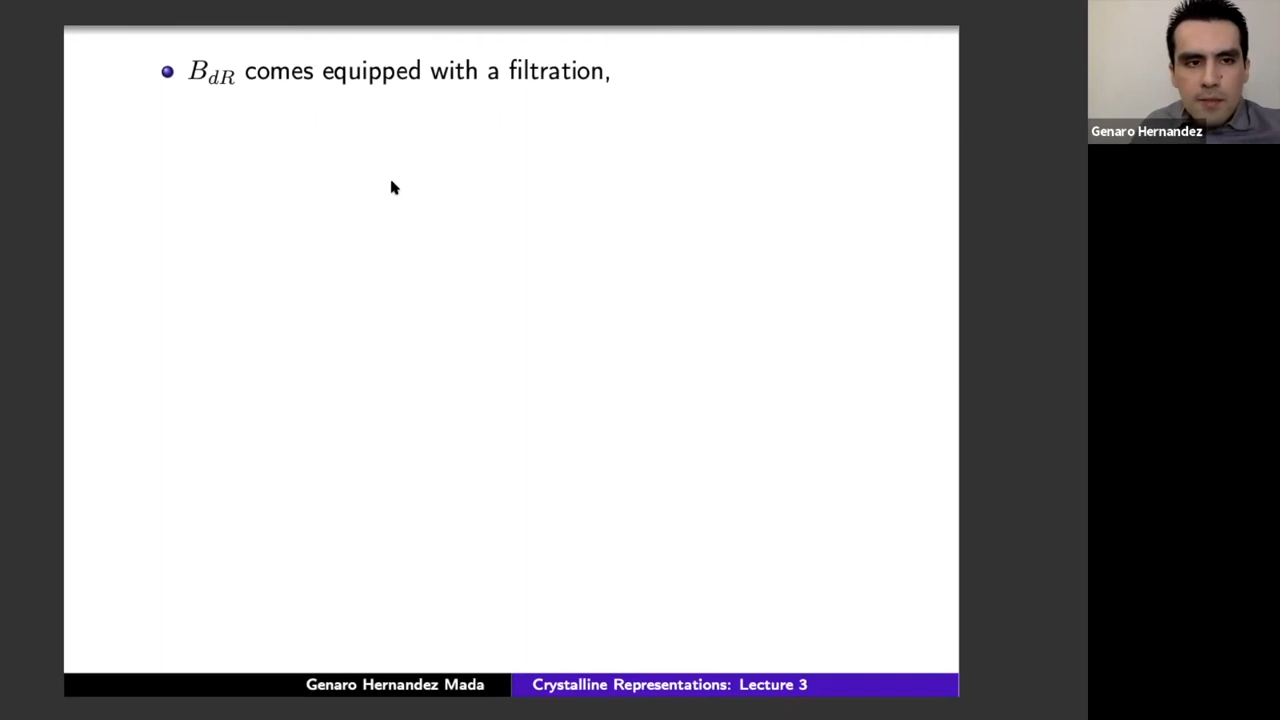 B_{dR} comes equipped with a filtration,
Genaro Hernandez
Genaro Hernandez Mada
Crystalline Representations: Lecture 3